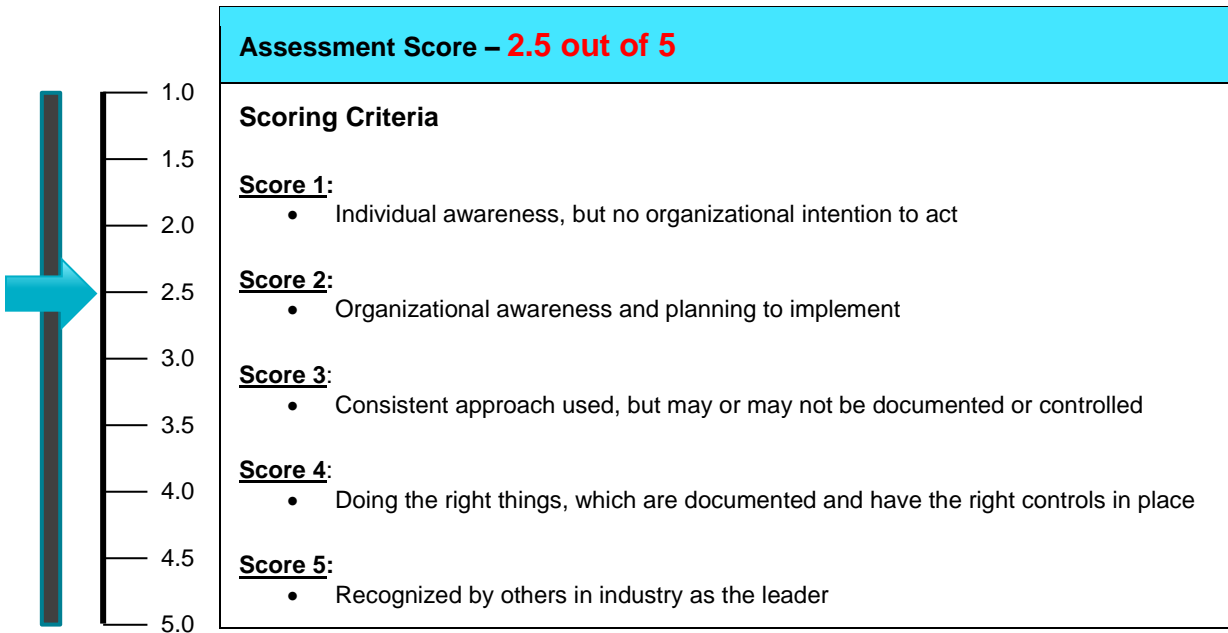 Assessment Score – 2.5 out of 5
1.0
1.5
2.0
2.5
3.0
3.5
4.0
4.5
5.0
Scoring Criteria
Score 1:
• Individual awareness, but no organizational intention to act
Score 2:
• Organizational awareness and planning to implement
Score 3:
• Consistent approach used, but may or may not be documented or controlled
Score 4:
• Doing the right things, which are documented and have the right controls in place
Score 5:
• Recognized by others in industry as the leader